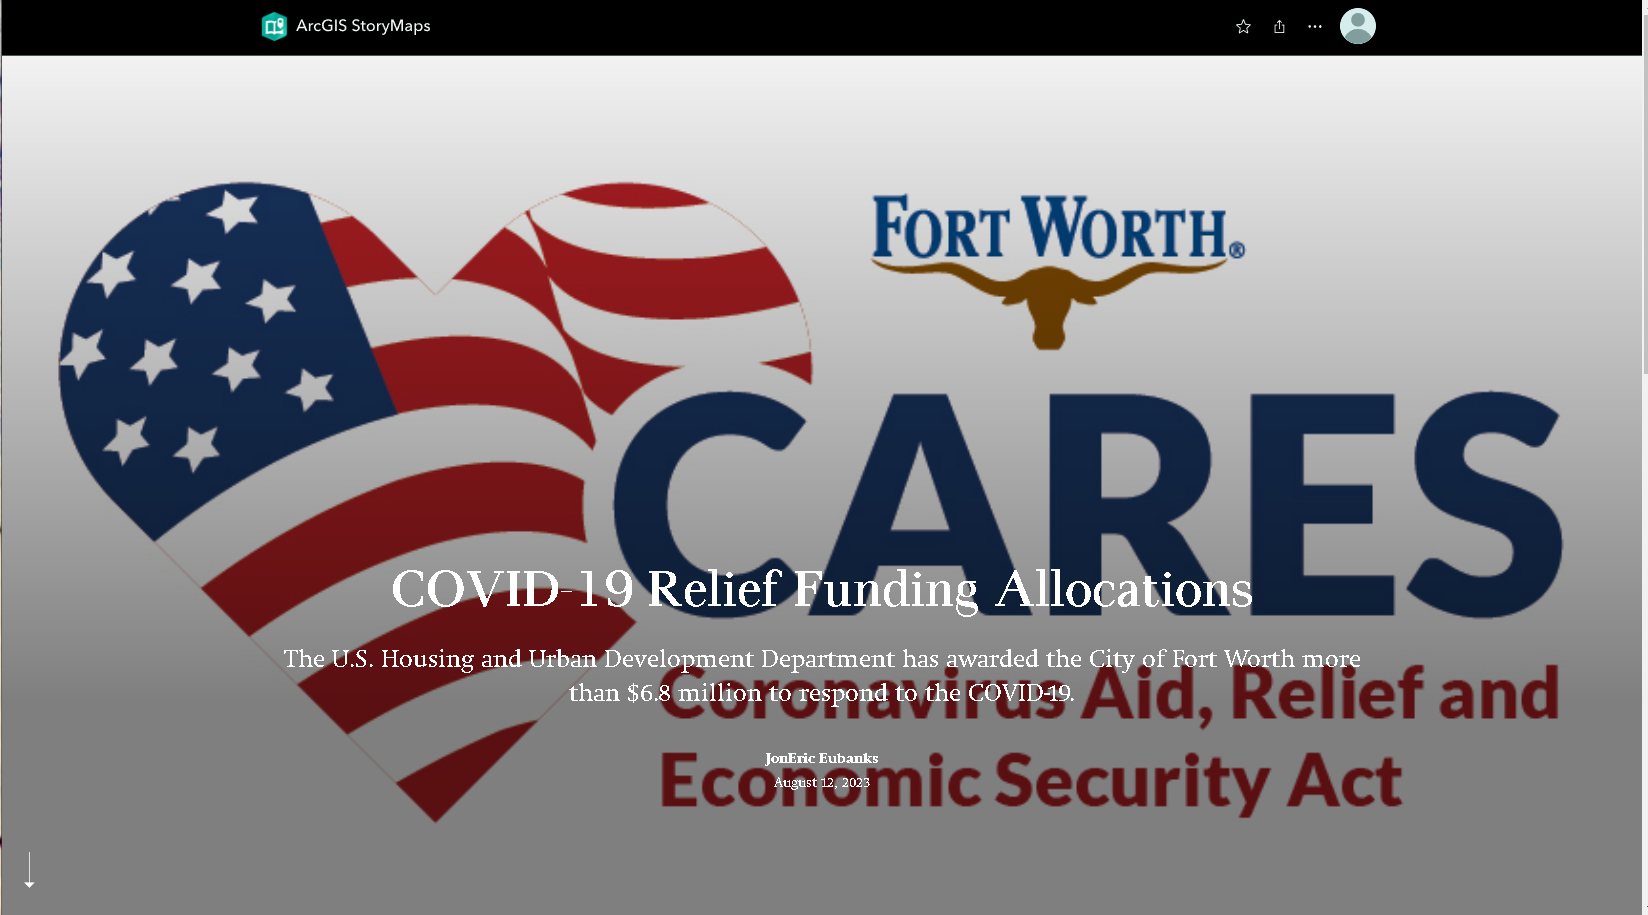 ArcGIS StoryMaps
FORT WORTH®
CARES
COVID-19 Relief Funding Allocations
The U.S. Housing and Urban Development Department has awarded the City of Fort Worth more
than $6.8 million to respond to the COVID-19.
Coronavirus Aid, Relief and
Economic Security Act
JonEric Eubanks
August 12, 2023